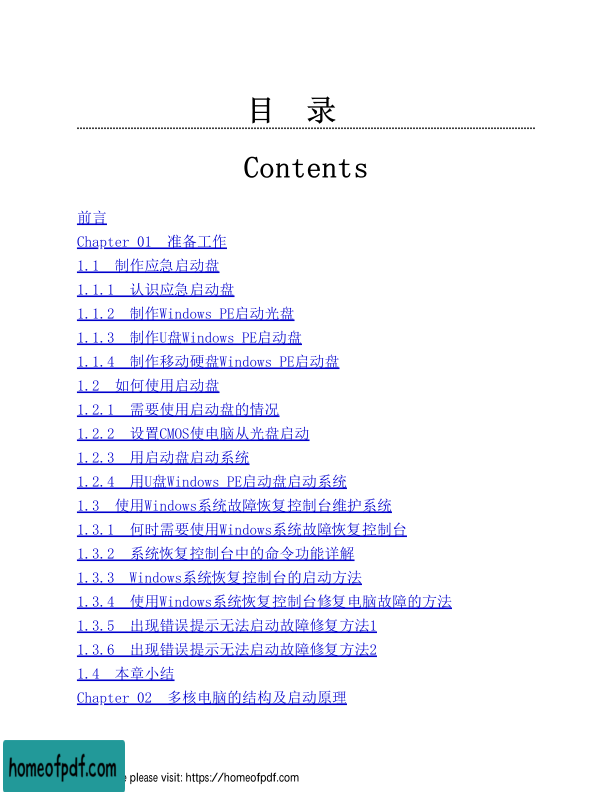 目 录
Contents
前言
Chapter 01 准备工作
1.1 制作应急启动盘
1.1.1 认识应急启动盘
1.1.2 制作Windows PE启动光盘
1.1.3 制作U盘Windows PE启动盘
1.1.4 制作移动硬盘Windows PE启动盘
1.2 如何使用启动盘
1.2.1 需要使用启动盘的情况
1.2.2 设置CMOS使电脑从光盘启动
1.2.3 用启动盘启动系统
1.2.4 用U盘Windows PE启动盘启动系统
1.3 使用Windows系统故障恢复控制台维护系统
1.3.1 何时需要使用Windows系统故障恢复控制台
1.3.2 系统恢复控制台中的命令功能详解
1.3.3 Windows系统恢复控制台的启动方法
1.3.4 使用Windows系统恢复控制台修复电脑故障的方法
1.3.5 出现错误提示无法启动故障修复方法1
1.3.6 出现错误提示无法启动故障修复方法2
1.4 本章小结
Chapter 02 多核电脑的结构及启动原理
homeofpdf.com
please visit: https://homeofpdf.com